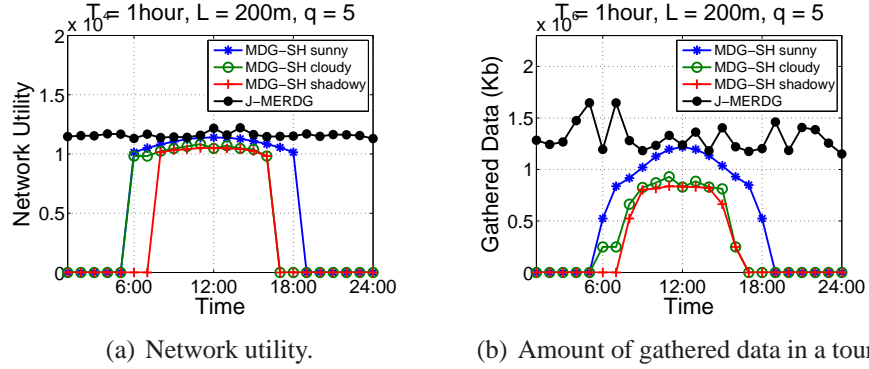 T = 1hour, L = 200m, q = 5
x 10^4
2
1.5
1
0.5
0
Network Utility
MDG−SH sunny
MDG−SH cloudy
MDG−SH shadowy
J−MERDG
6:00 12:00 18:00 24:00
Time
(a) Network utility.
T = 1hour, L = 200m, q = 5
x 10^6
2
1.5
1
0.5
0
Gathered Data (Kb)
MDG−SH sunny
MDG−SH cloudy
MDG−SH shadowy
J−MERDG
6:00 12:00 18:00 24:00
Time
(b) Amount of gathered data in a tour